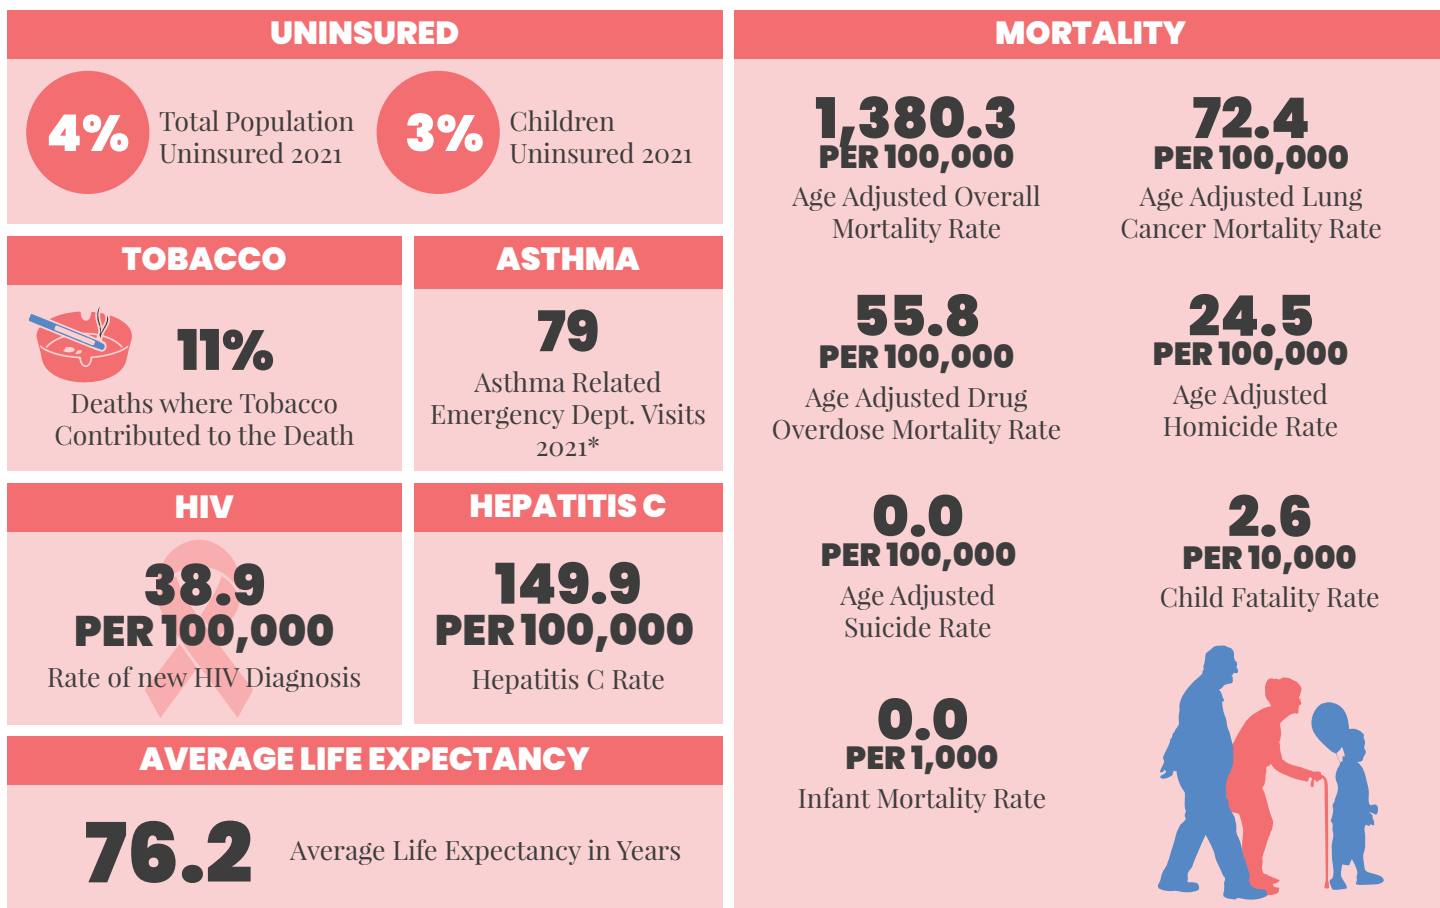 UNINSURED
4%
Total Population
Uninsured 2021
3%
Children
Uninsured 2021
TOBACCO
11%
Deaths where Tobacco
Contributed to the Death
ASTHMA
79
Asthma Related
Emergency Dept. Visits
2021*
HIV
38.9
PER 100,000
Rate of new HIV Diagnosis
HEPATITIS C
149.9
PER 100,000
Hepatitis C Rate
AVERAGE LIFE EXPECTANCY
76.2
Average Life Expectancy in Years
MORTALITY
1,380.3
PER 100,000
Age Adjusted Overall
Mortality Rate
72.4
PER 100,000
Age Adjusted Lung
Cancer Mortality Rate
55.8
PER 100,000
Age Adjusted Drug
Overdose Mortality Rate
24.5
PER 100,000
Age Adjusted
Homicide Rate
0.0
PER 100,000
Age Adjusted
Suicide Rate
2.6
PER 10,000
Child Fatality Rate
0.0
PER 1,000
Infant Mortality Rate